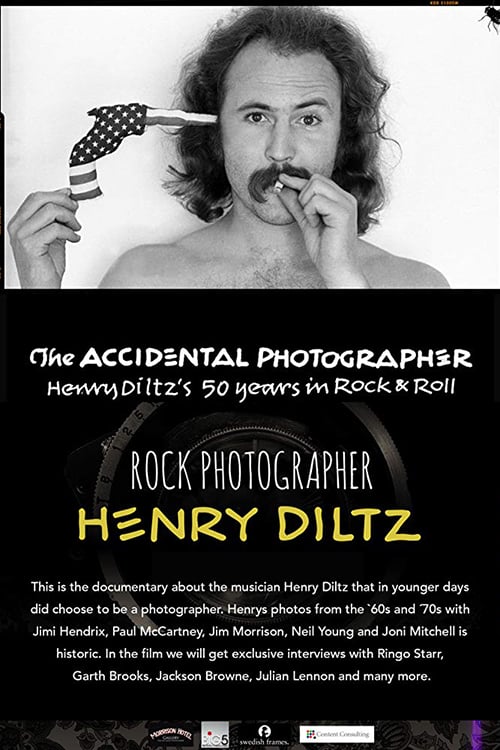 The ACCIDENTAL PHOTOGRAPHER
Henry Diltz's 50 years in Rock & Roll
ROCK PHOTOGRAPHER
HENRY DILTZ
This is the documentary about the musician Henry Diltz that in younger days
did choose to be a photographer. Henrys photos from the `60s and ´70s with
Jimi Hendrix, Paul McCartney, Jim Morrison, Neil Young and Joni Mitchell is
historic. In the film we will get exclusive interviews with Ringo Starr,
Garth Brooks, Jackson Browne, Julian Lennon and many more.
MORRISON HOTEL
GALLERY
BIG5
swedish frames.
Content Consulting